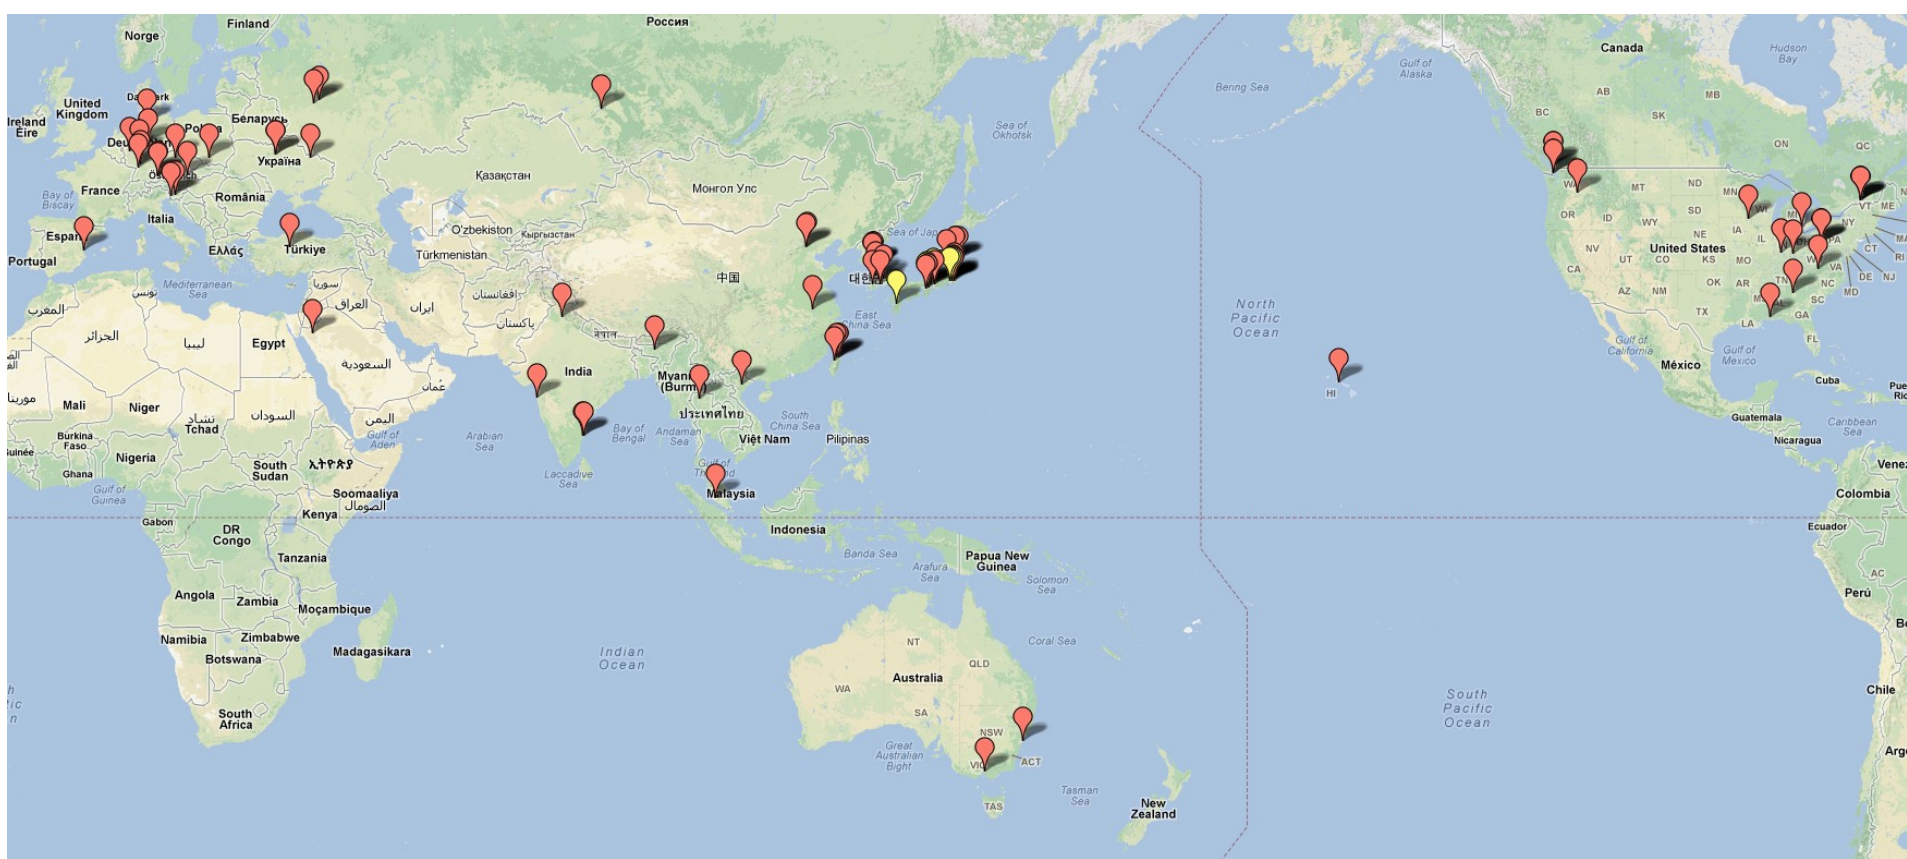 Finland
Россия
Norge
Canada
Hudson
Bay
Gulf of
Alaska
Bering Sea
AB
MB
United
Kingdom
Ireland
Éire
BC
SK
Беларусь
Sea of
Okhotsk
ON
QC
Україна
Österreich
Қазақстан
Монгол Улс
France
Bay of
Biscay
România
MT
ND
MN
WI
VT
ME
Italia
OR
ID
WY
SD
NY
IA
Ελλάς
Türkiye
O'zbekiston
Кыргызстан
Türkmenistan
NE
IL
PA
CT
RI
United States
NV
UT
CO
KS
MO
Portugal
CA
VA
DE
NJ
MD
中国
Mediterranean
Sea
تونس
سوريا
العراق
ایران
افغانستان
پاکستان
المغرب
الجزائر
ليبيا
Egypt
السعودية
नेपाल
East
China Sea
North
Pacific
Ocean
AZ
NM
OK
AR
TN
NC
SC
TX
LA
AL
GA
FL
Gulf of
California
Gulf of
Mexico
México
Cuba
India
HI
Mali
Niger
تشاد
Tchad
السودان
اليمن
عُمان
ประเทศไทย
Gulf of
Aden
Arabian
Sea
Bay of
Bengal
Andaman
Sea
South
China Sea
Việt Nam
Pilipinas
Guatemala
Nicaragua
Caribbean
Sea
Burkina
Faso
Nigeria
Ghana
South
Sudan
ኢትዮጵያ
Laccadive
Sea
Gulf of
Guinea
Soomaaliya
الصومال
Malaysia
Colombia
Gabon
Kenya
DR
Congo
Indonesia
Ecuador
Tanzania
Banda Sea
Papua New
Guinea
Arafura
Sea
Solomon
Sea
AC
Perú
Angola
Zambia
Moçambique
Namibia
Zimbabwe
Botswana
Madagasikara
Indian
Ocean
NT
Coral Sea
QLD
WA
Australia
South
Africa
SA
NSW
South
Pacific
Ocean
Chile
Great
Australian
Bight
VIC
ACT
Tasman
Sea
TAS
New
Zealand